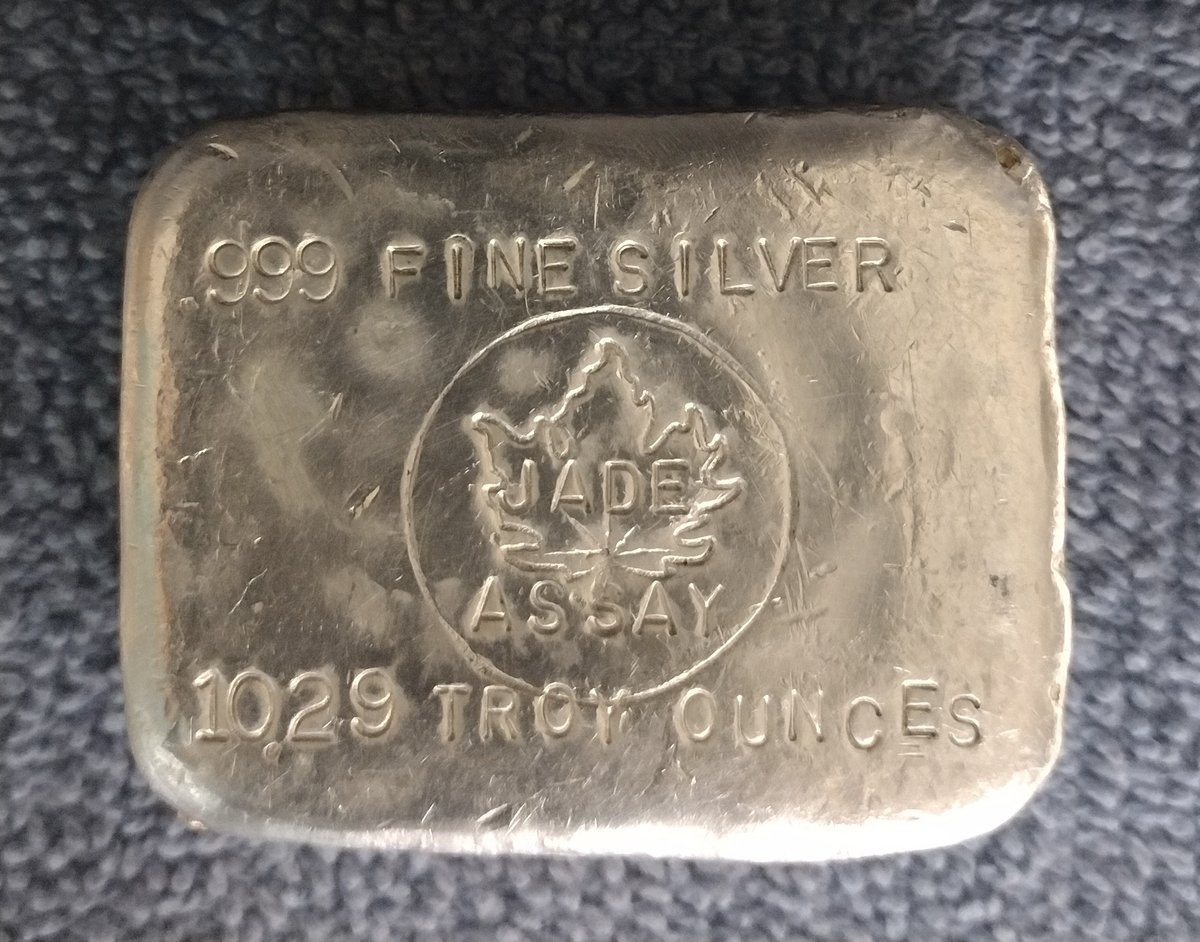 .999 FINE SILVER
JADE
ASSAY
10.29 TROY OUNCES